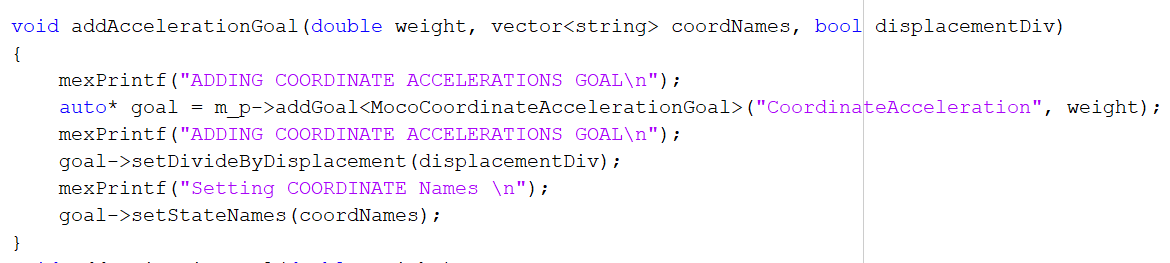 void addAccelerationGoal(double weight, vector<string> coordNames, bool displacementDiv)
{
    mexPrintf("ADDING COORDINATE ACCELERATIONS GOAL\n");
    auto* goal = m_p->addGoal<MocoCoordinateAccelerationGoal>("CoordinateAcceleration", weight);
    mexPrintf("ADDING COORDINATE ACCELERATIONS GOAL\n");
    goal->setDivideByDisplacement(displacementDiv);
    mexPrintf("Setting COORDINATE Names \n");
    goal->setStateNames(coordNames);
}